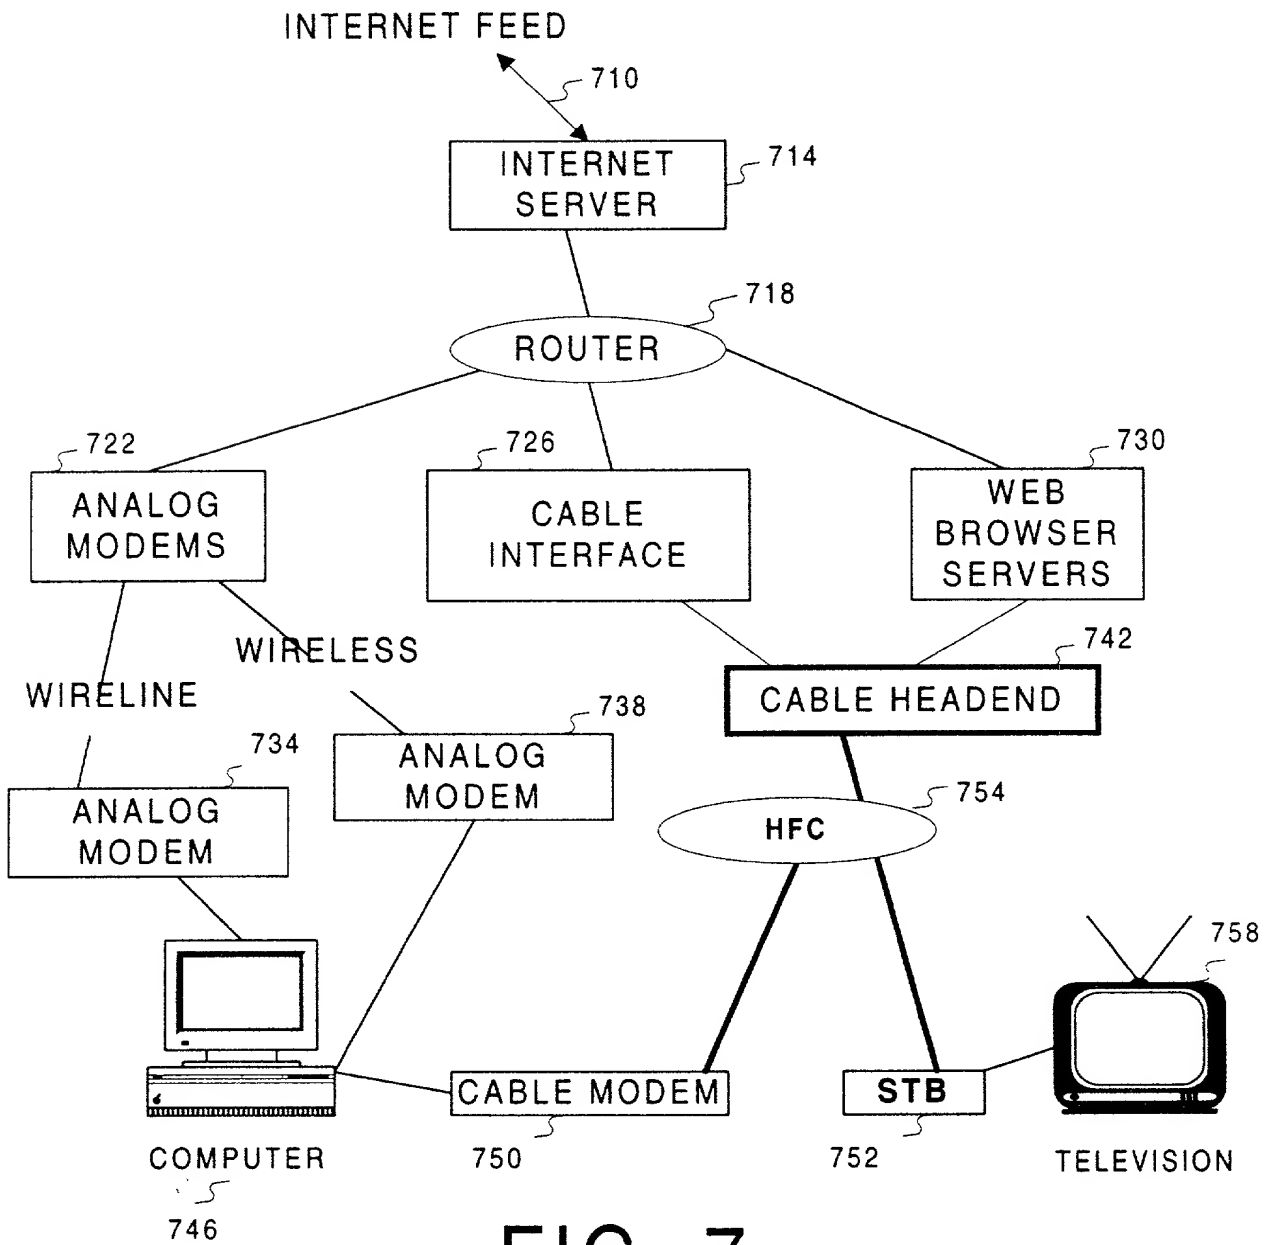 INTERNET FEED
710
INTERNET
SERVER
714
718
ROUTER
722
726
730
ANALOG
MODEMS
CABLE
INTERFACE
WEB
BROWSER
SERVERS
WIRELESS
742
WIRELINE
CABLE HEADEND
738
734
ANALOG
MODEM
754
ANALOG
MODEM
HFC
758
CABLE MODEM
STB
COMPUTER
750
752
TELEVISION
746
FIG. 7